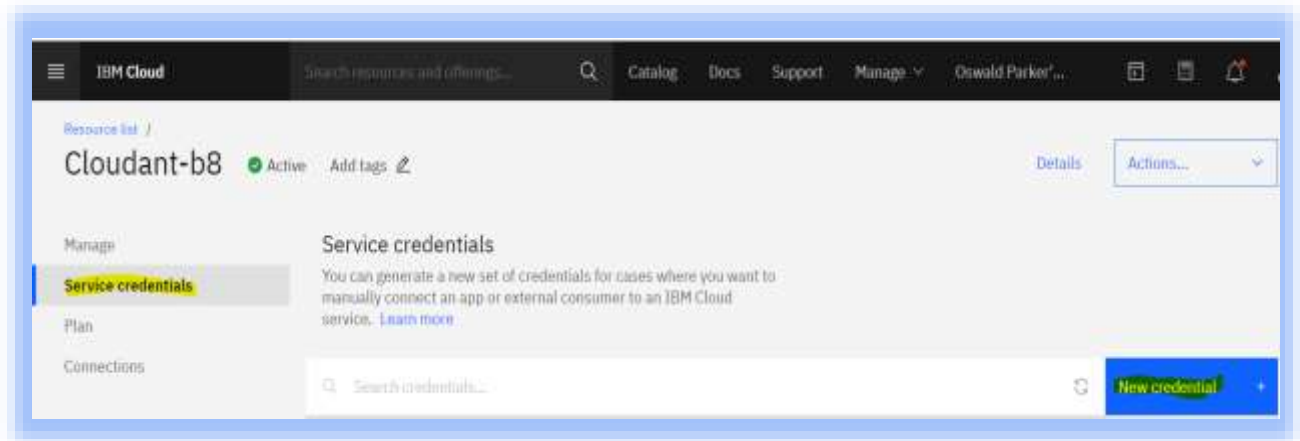 IBM Cloud Search resources and offerings... Catalog Docs Support Manage Oswald Parker'...
Resource list /
Cloudant-b8 Active Add tags Details Actions...
Manage
Service credentials
Plan
Connections
Service credentials
You can generate a new set of credentials for cases where you want to
manually connect an app or external consumer to an IBM Cloud
service. Learn more
Search credentials... New credential +